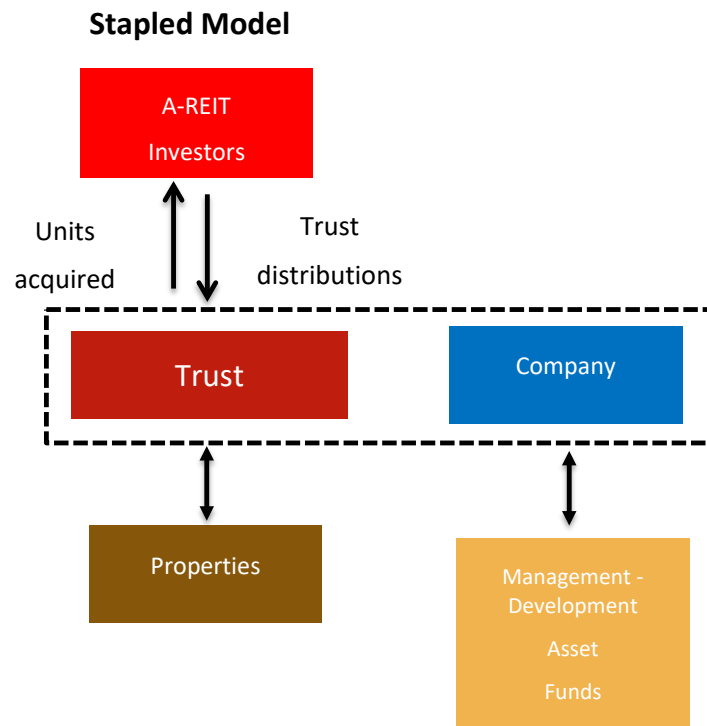 Stapled Model
A-REIT
Investors
Units
acquired
Trust
distributions
Trust
Company
Properties
Management -
Development
Asset
Funds